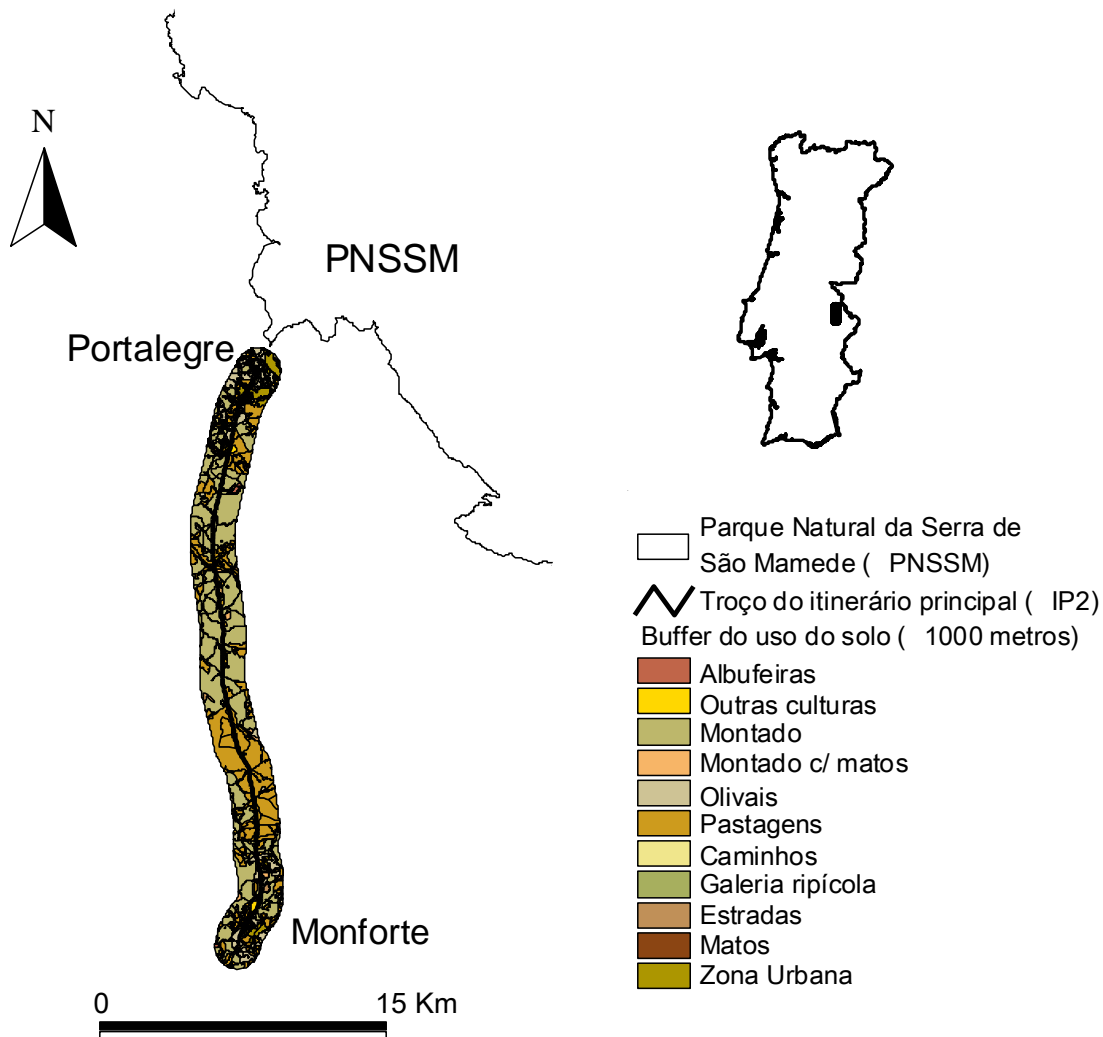 N
PNSSM
Portalegre
Monforte
0 15 Km
Parque Natural da Serra de
São Mamede ( PNSSM)
Troço do itinerário principal ( IP2)
Buffer do uso do solo ( 1000 metros)
Albufeiras
Outras culturas
Montado
Montado c/ matos
Olivais
Pastagens
Caminhos
Galeria ripícola
Estradas
Matos
Zona Urbana